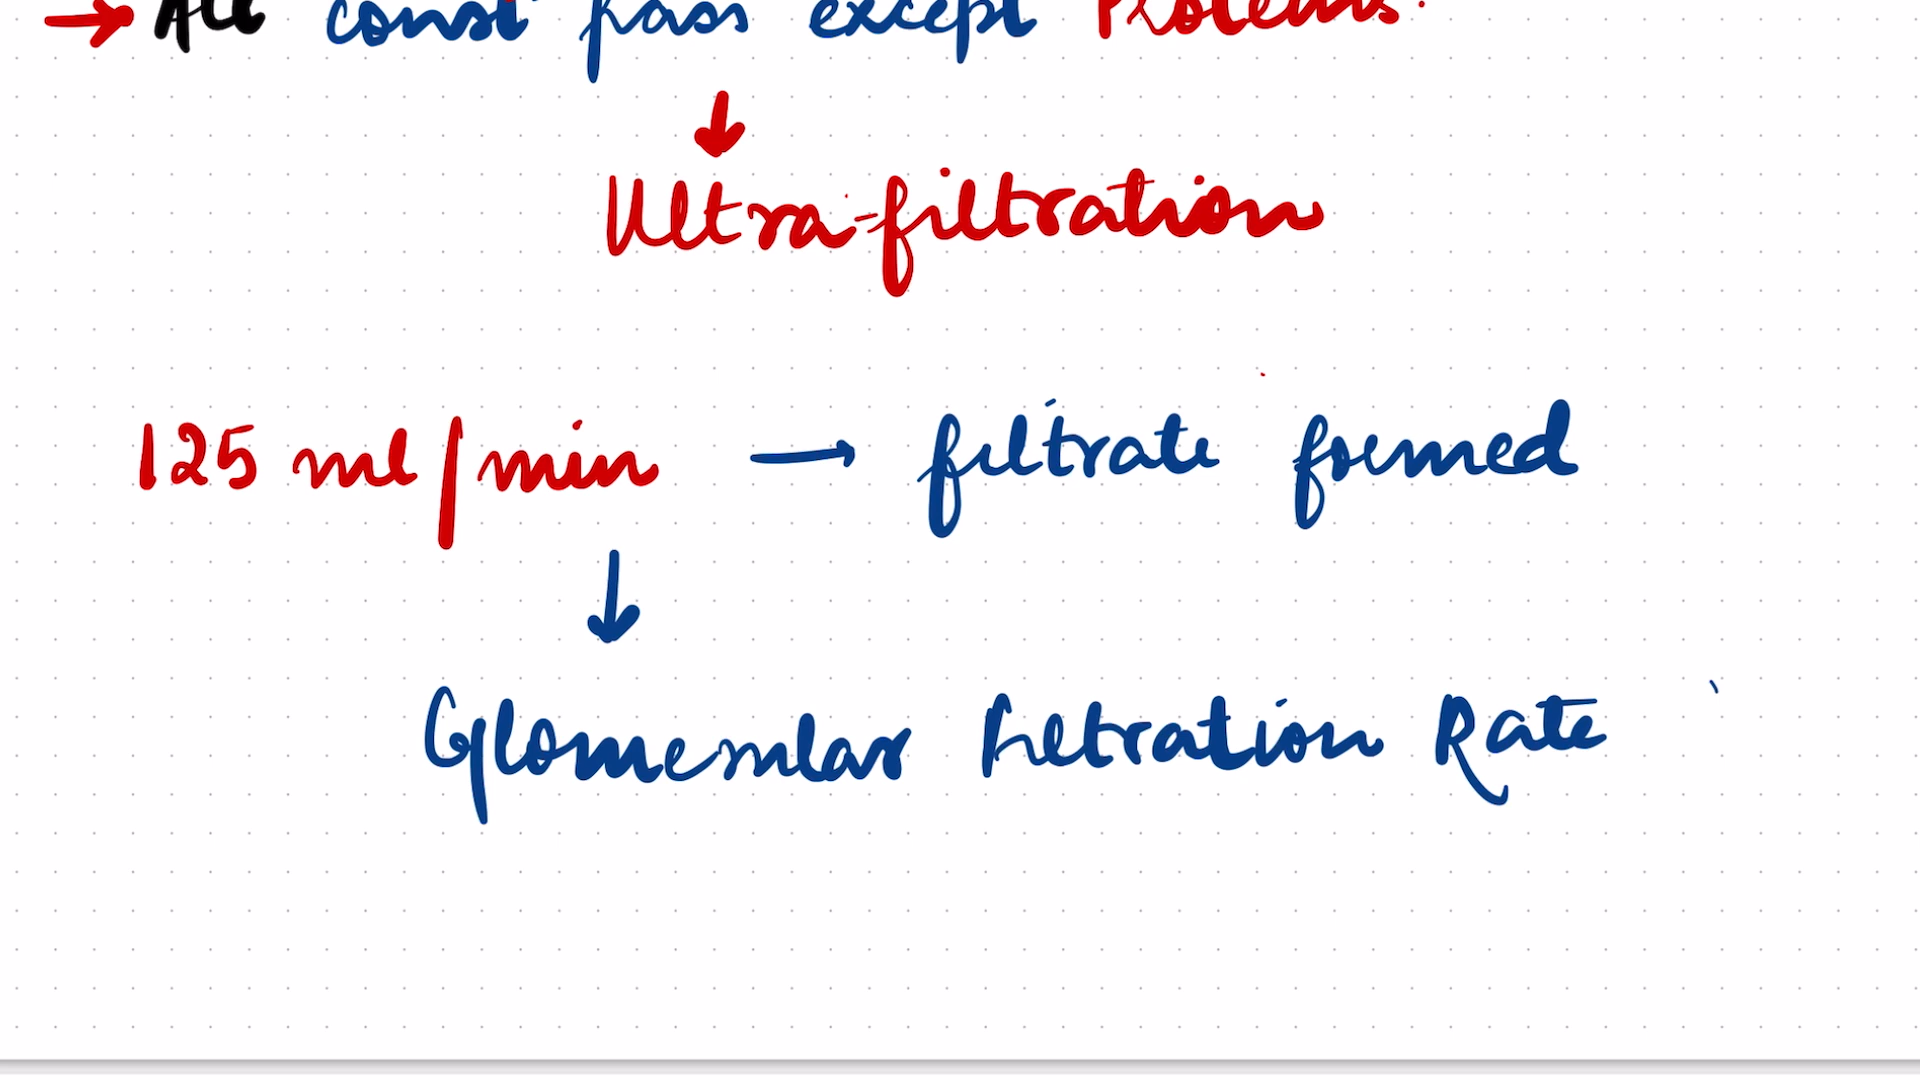 → All const pass except Proteins.
↓
Ultra-filtration
125 ml/min → filtrate formed
↓
Glomerular filtration Rate